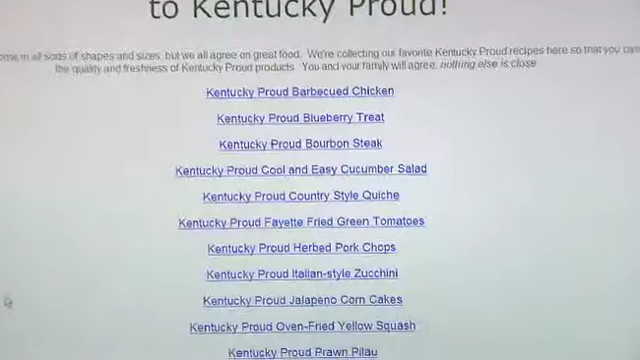 to Kentucky Proud!
come in all sorts of shapes and sizes, but we all agree on great food. We're collecting our favorite Kentucky Proud recipes here so that you can
the quality and freshness of Kentucky Proud products. You and your family will agree, nothing else is close
Kentucky Proud Barbecued Chicken
Kentucky Proud Blueberry Treat
Kentucky Proud Bourbon Steak
Kentucky Proud Cool and Easy Cucumber Salad
Kentucky Proud Country Style Quiche
Kentucky Proud Fayette Fried Green Tomatoes
Kentucky Proud Herbed Pork Chops
Kentucky Proud Italian-style Zucchini
Kentucky Proud Jalapeno Corn Cakes
Kentucky Proud Oven-Fried Yellow Squash
Kentucky Proud Prawn Pilau